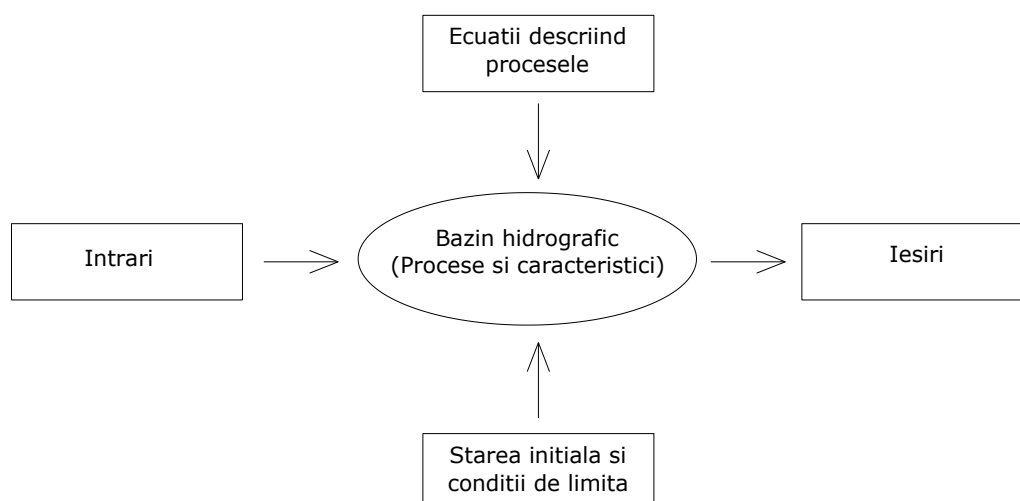 Ecuatii descriind
procesele
Intrari
Bazin hidrografic
(Procese si caracteristici)
Iesiri
Starea initiala si
conditii de limita